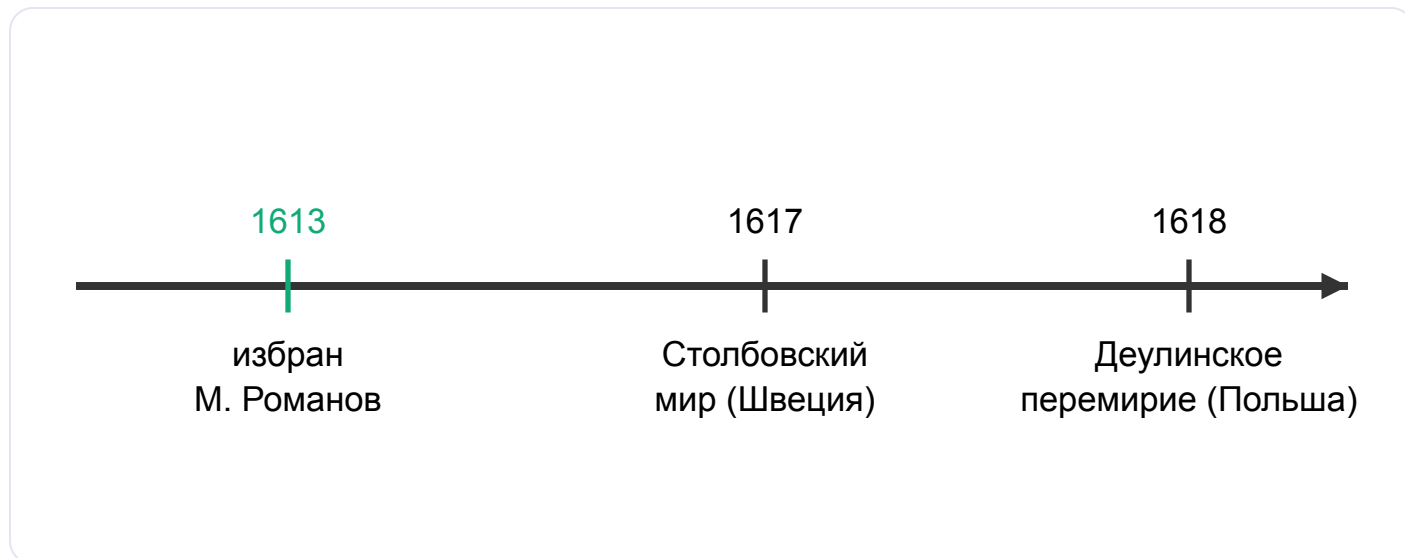 1613
1617
1618
избран
М. Романов
Столбовский
мир (Швеция)
Деулинское
перемирие (Польша)